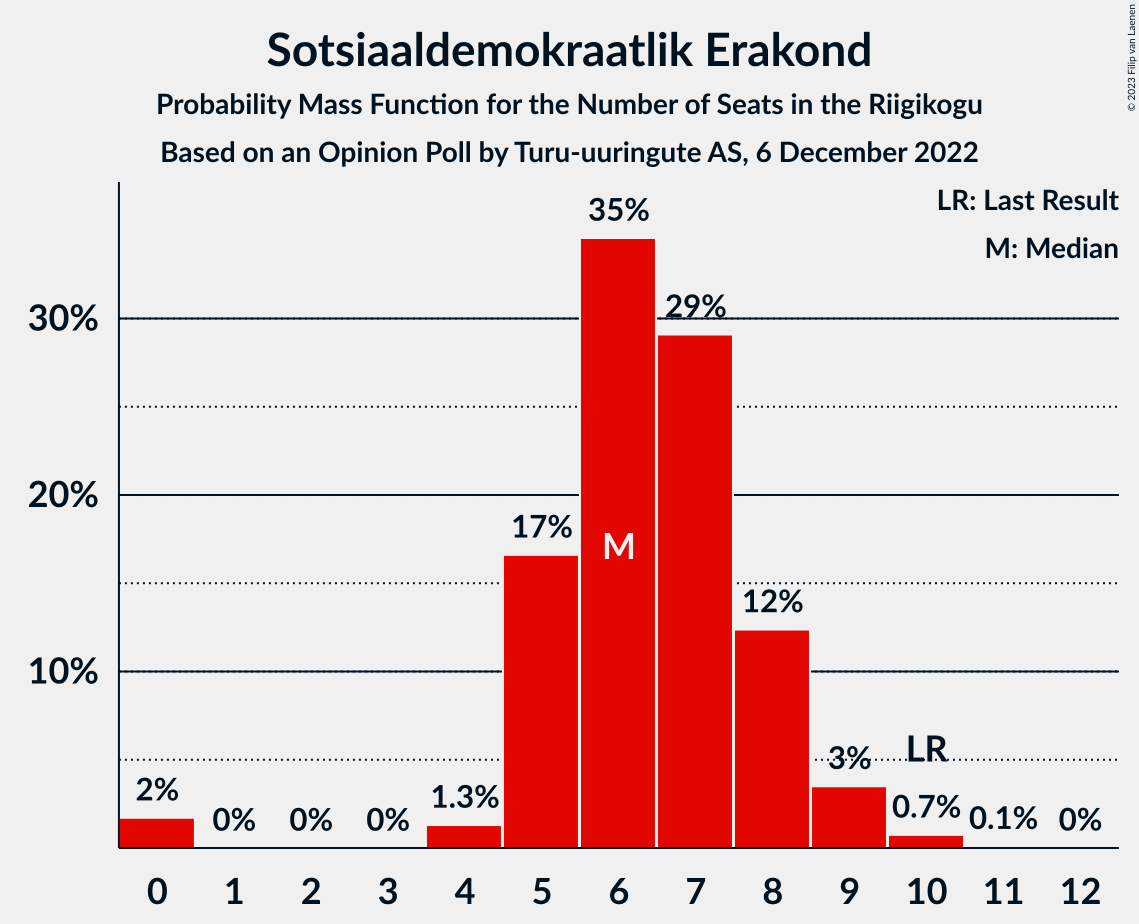 Sotsiaaldemokraatlik Erakond
Probability Mass Function for the Number of Seats in the Riigikogu
Based on an Opinion Poll by Turu-uuringute AS, 6 December 2022
© 2023 Filip van Laenen
LR: Last Result
M: Median
30%
20%
10%
2%
0%
0%
0%
1.3%
17%
35%
M
29%
12%
3%
LR
0.7%
0.1%
0%
0 1 2 3 4 5 6 7 8 9 10 11 12